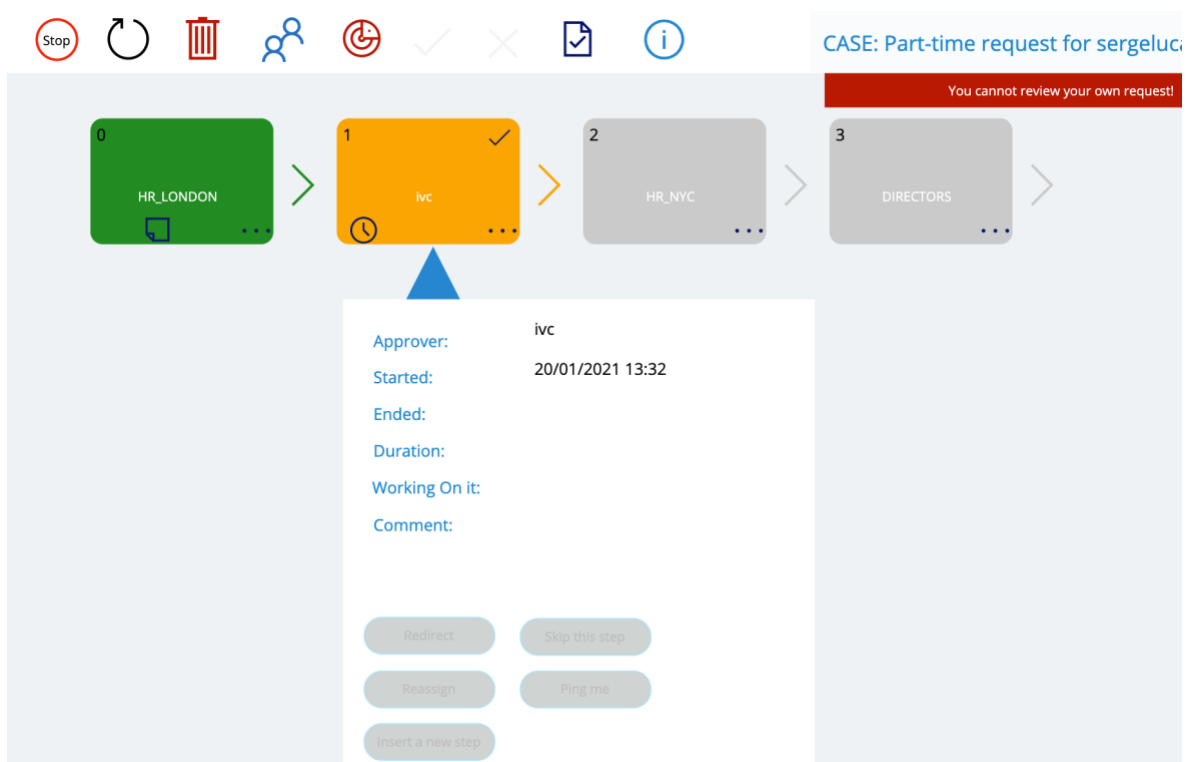 Stop
CASE: Part-time request for sergeluca
You cannot review your own request!
0
HR_LONDON
1
ivc
2
HR_NYC
3
DIRECTORS
Approver: ivc
Started: 20/01/2021 13:32
Ended:
Duration:
Working On it:
Comment:
Redirect Skip this step
Reassign Ping me
Insert a new step